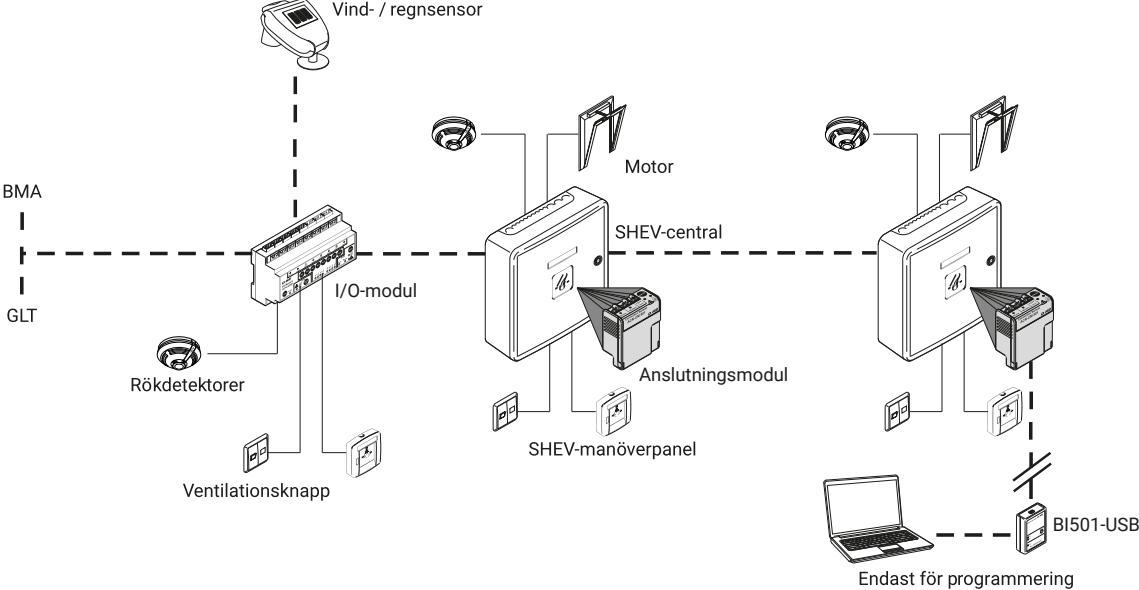 Vind- / regnsensor
Motor
BMA
SHEV-central
I/O-modul
GLT
Anslutningsmodul
Rökdetektorer
SHEV-manöverpanel
Ventilationsknapp
BI501-USB
Endast för programmering